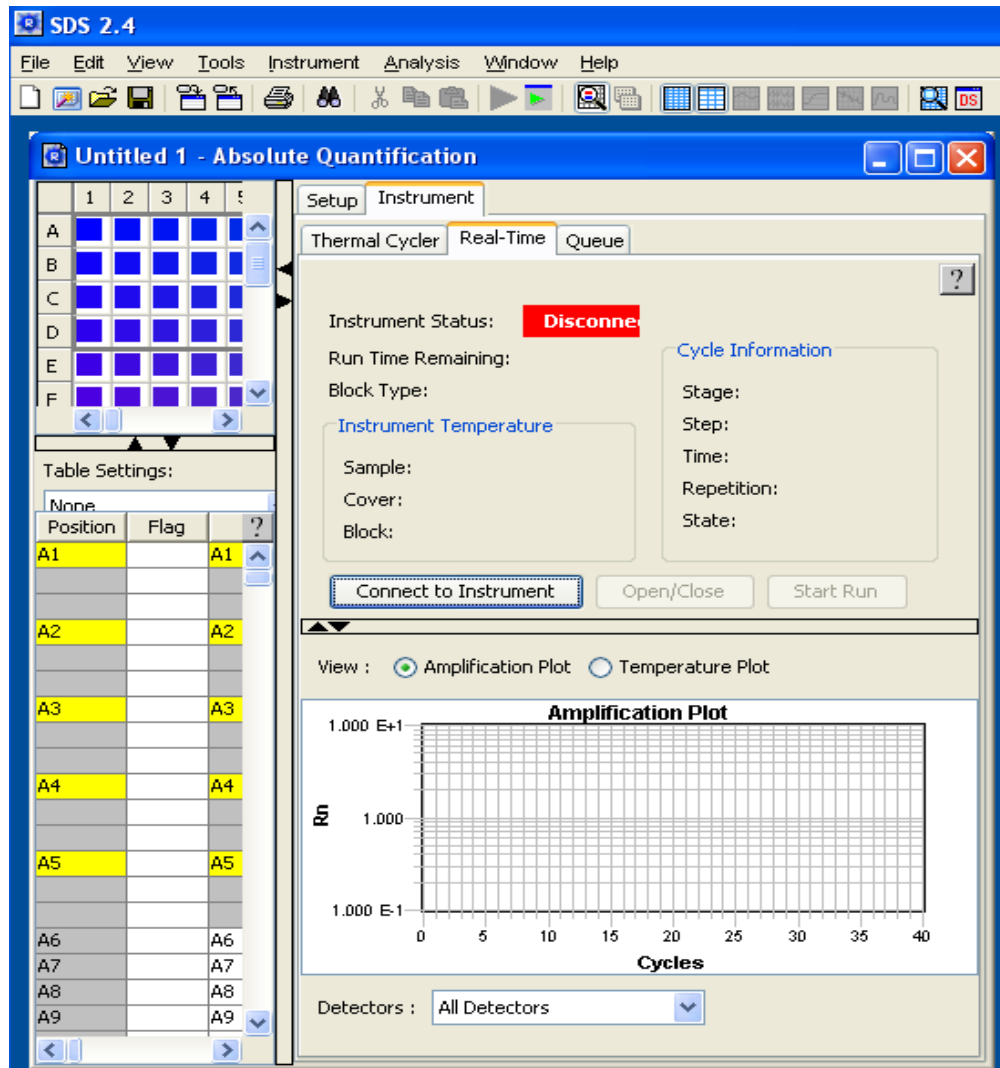 SDS 2.4
File Edit View Tools Instrument Analysis Window Help
DS
Untitled 1 - Absolute Quantification
1 2 3 4
A
B
C
D
E
F
Table Settings:
None
Position Flag ?
A1 A1
A2 A2
A3 A3
A4 A4
A5 A5
A6 A6
A7 A7
A8 A8
A9 A9
Setup Instrument
Thermal Cycler Real-Time Queue
?
Instrument Status: Disconne
Run Time Remaining:
Block Type:
Instrument Temperature
Sample:
Cover:
Block:
Cycle Information
Stage:
Step:
Time:
Repetition:
State:
Connect to Instrument Open/Close Start Run
View : Amplification Plot Temperature Plot
Amplification Plot
1.000 E+1
Rn
1.000
1.000 E-1
0 5 10 15 20 25 30 35 40
Cycles
Detectors : All Detectors